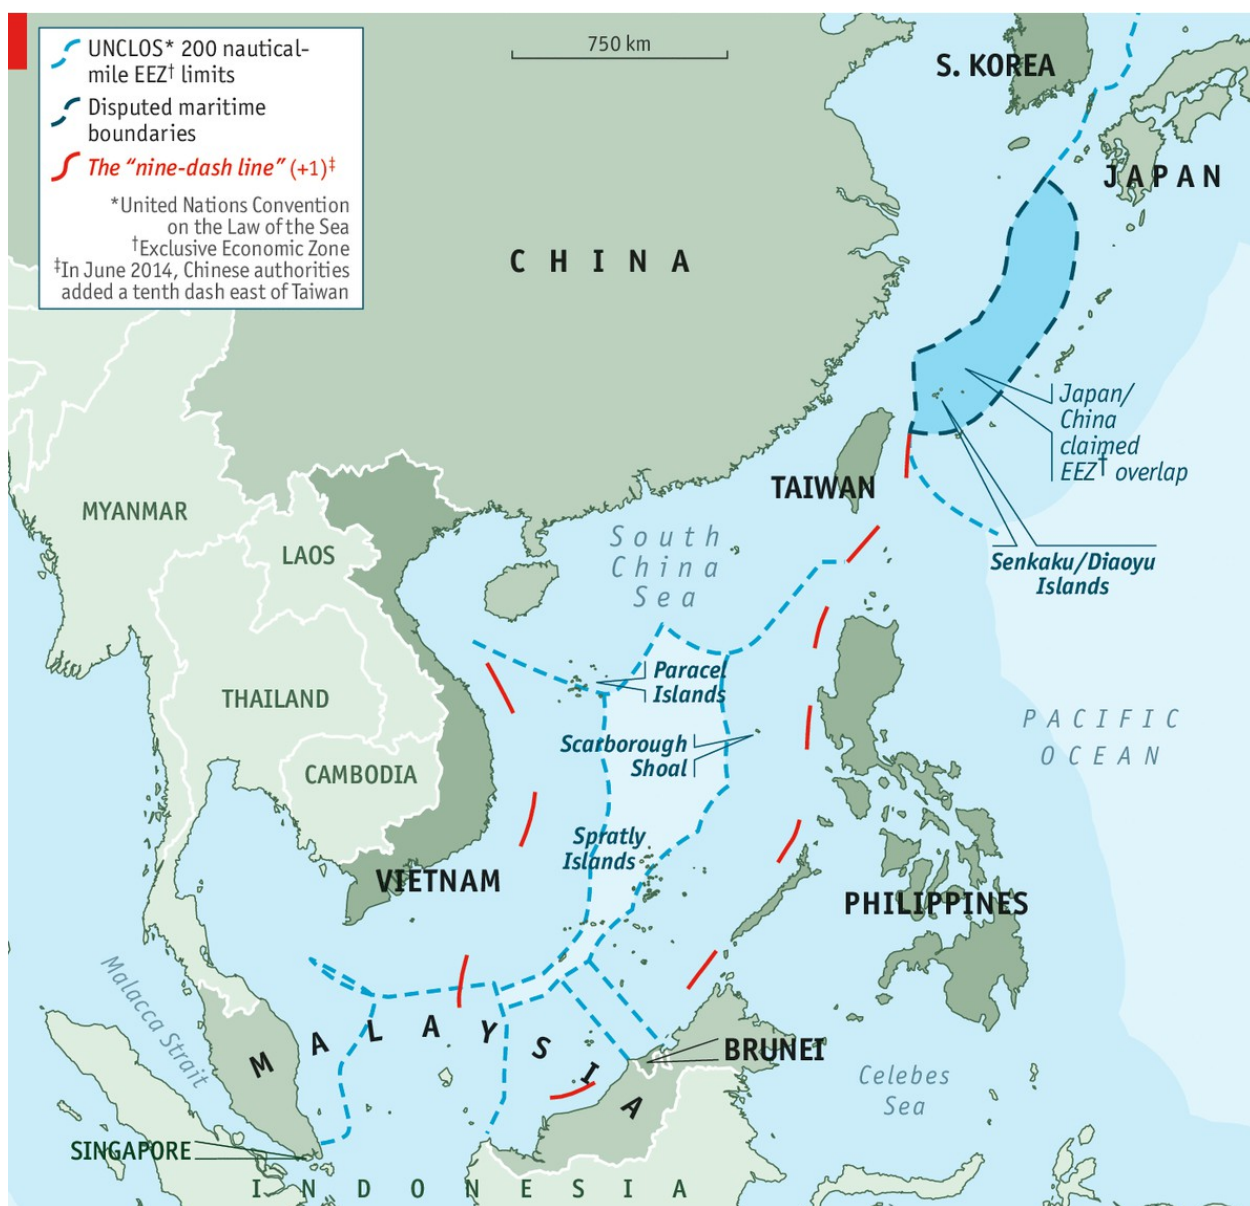 UNCLOS* 200 nautical-
mile EEZ† limits
Disputed maritime
boundaries
The “nine-dash line” (+1)‡
*United Nations Convention
on the Law of the Sea
†Exclusive Economic Zone
‡In June 2014, Chinese authorities
added a tenth dash east of Taiwan
750 km
S. KOREA
JAPAN
CHINA
Japan/
China
claimed
EEZ† overlap
TAIWAN
MYANMAR
LAOS
South
China
Sea
Senkaku/Diaoyu
Islands
THAILAND
Paracel
Islands
PACIFIC
OCEAN
Scarborough
Shoal
CAMBODIA
Spratly
Islands
VIETNAM
PHILIPPINES
Malacca Strait
MALAYSIA
BRUNEI
Celebes
Sea
SINGAPORE
INDONESIA